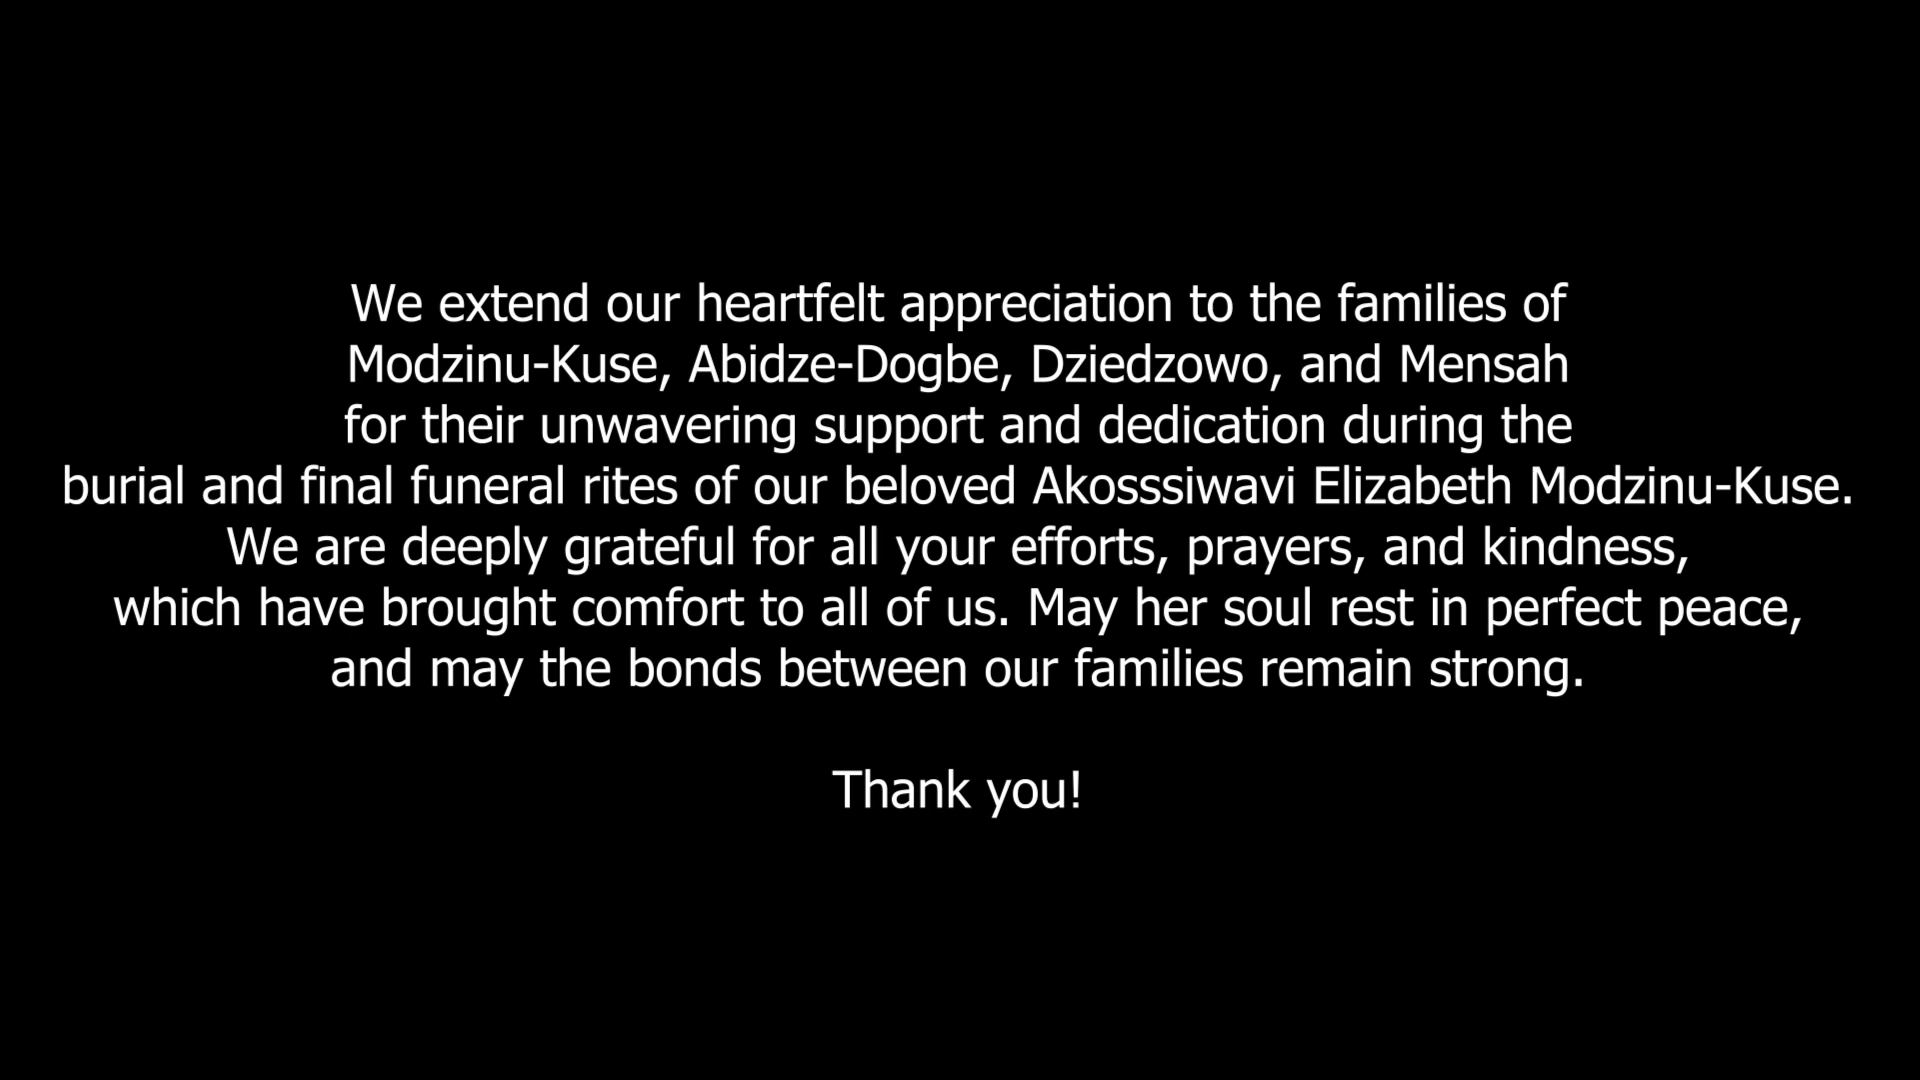 We extend our heartfelt appreciation to the families of
Modzinu-Kuse, Abidze-Dogbe, Dziedzowo, and Mensah
for their unwavering support and dedication during the
burial and final funeral rites of our beloved Akosssiwavi Elizabeth Modzinu-Kuse.
We are deeply grateful for all your efforts, prayers, and kindness,
which have brought comfort to all of us. May her soul rest in perfect peace,
and may the bonds between our families remain strong.
Thank you!